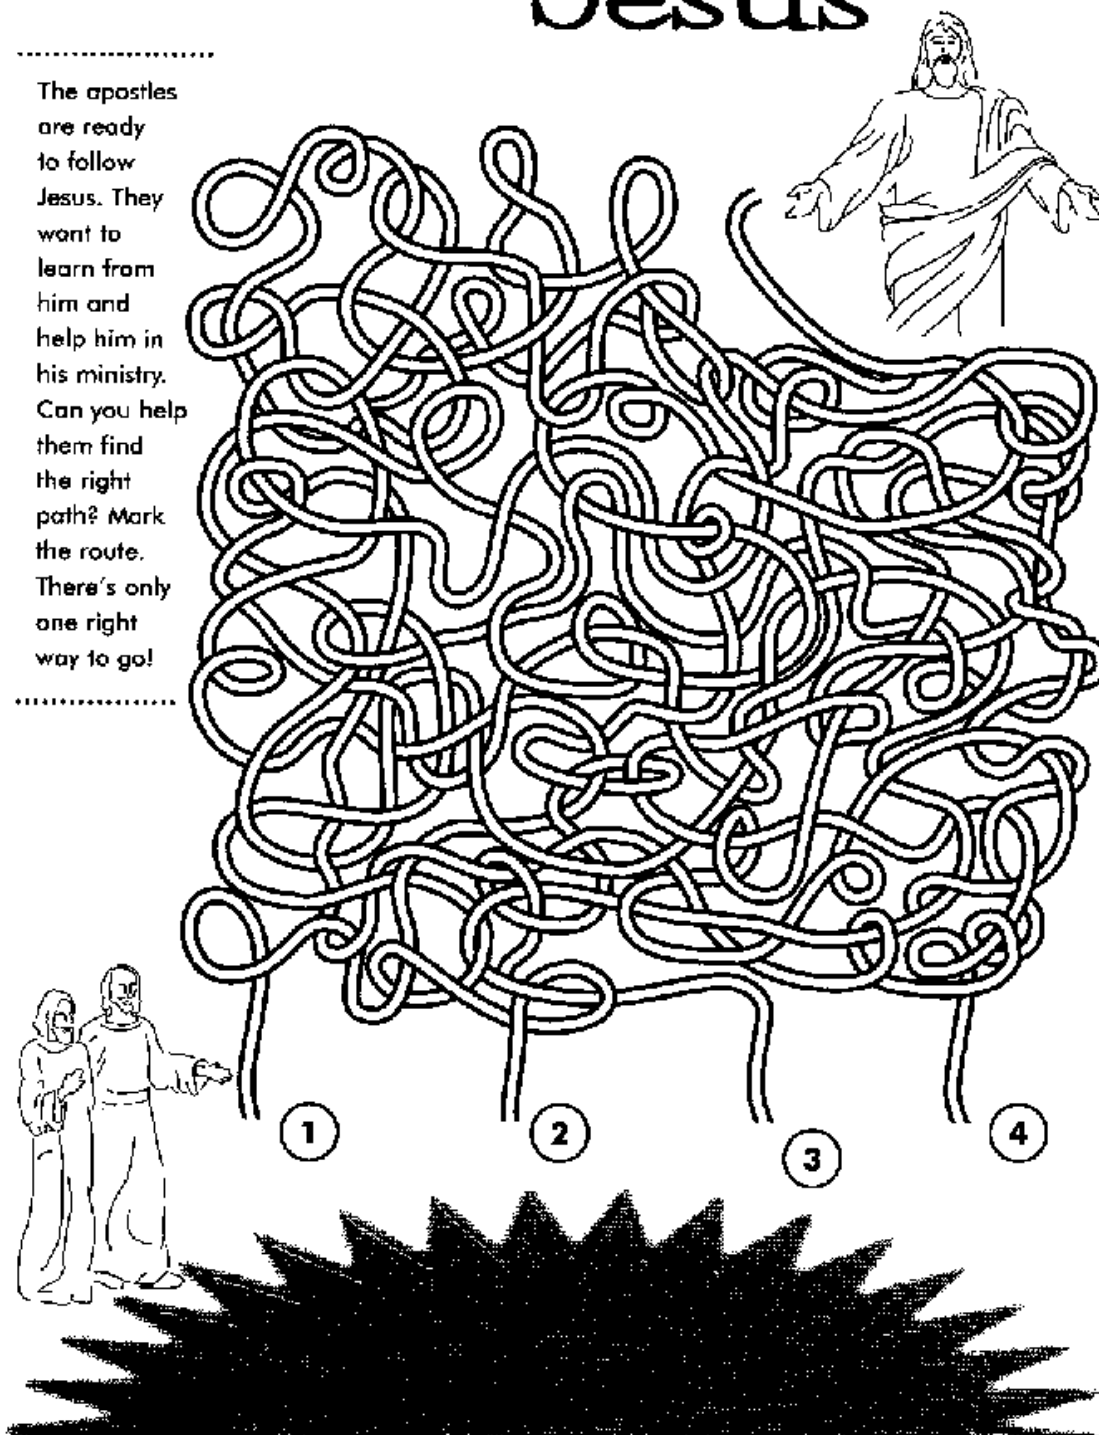 Jesus
The apostles
are ready
to follow
Jesus. They
want to
learn from
him and
help him in
his ministry.
Can you help
them find
the right
path? Mark
the route.
There's only
one right
way to go!
1
2
3
4